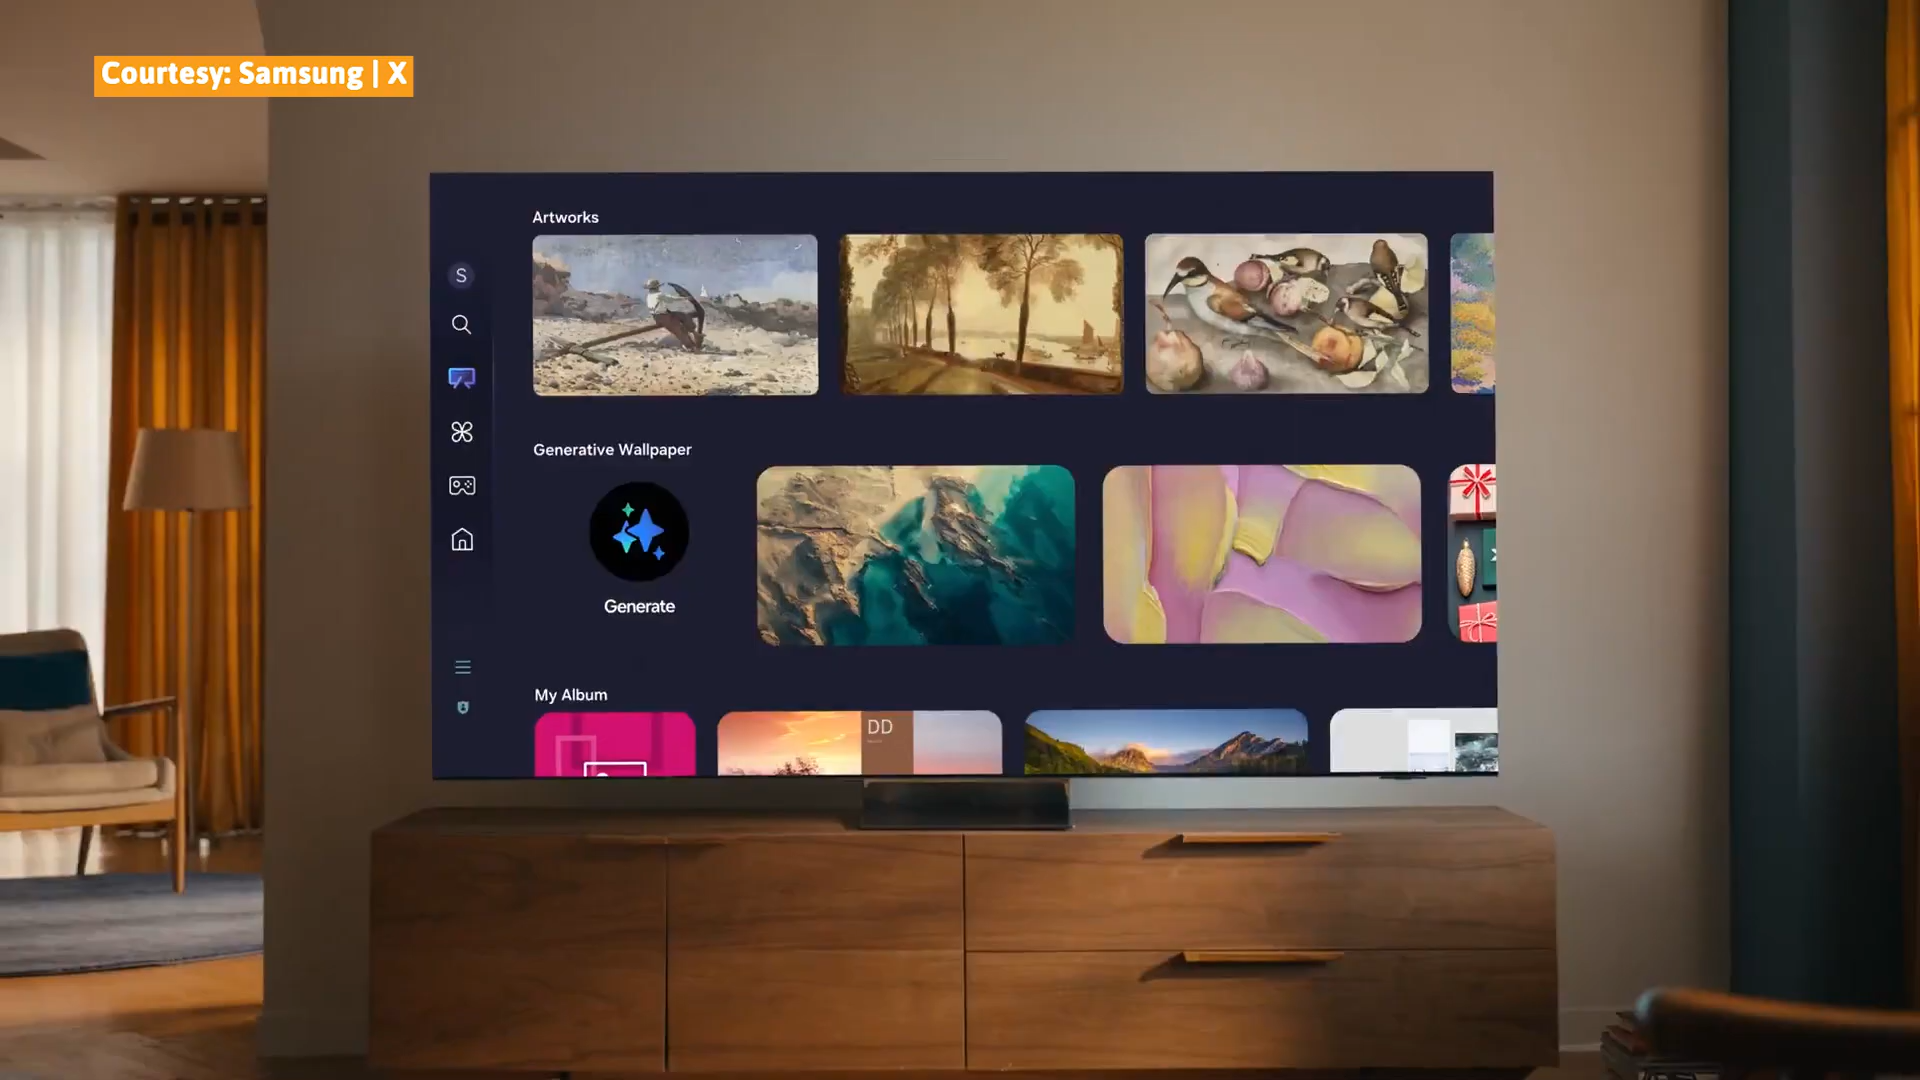 Courtesy: Samsung | X
Artworks
S
Generative Wallpaper
Generate
My Album
DD